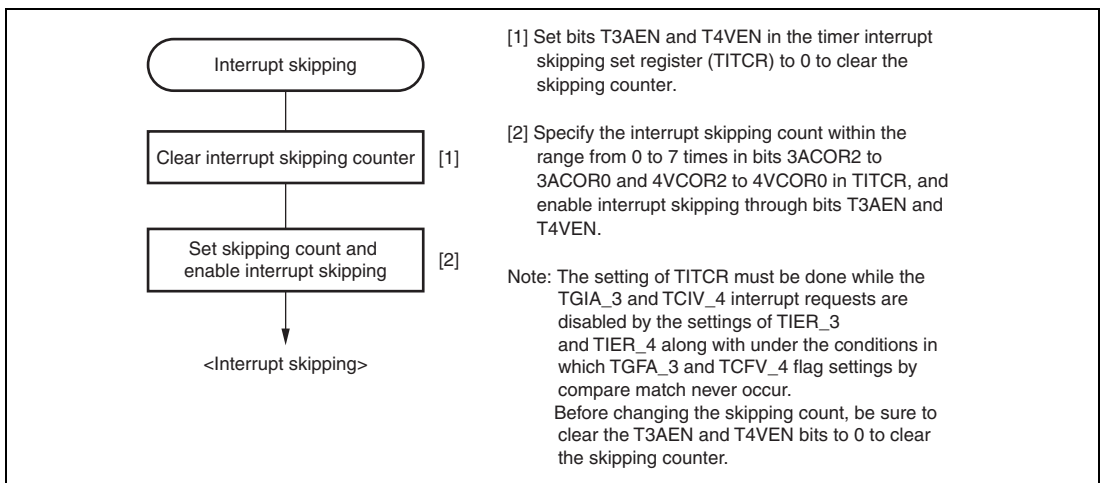 Interrupt skipping
Clear interrupt skipping counter
[1]
Set skipping count and
enable interrupt skipping
[2]
<Interrupt skipping>
[1] Set bits T3AEN and T4VEN in the timer interrupt
skipping set register (TITCR) to 0 to clear the
skipping counter.
[2] Specify the interrupt skipping count within the
range from 0 to 7 times in bits 3ACOR2 to
3ACOR0 and 4VCOR2 to 4VCOR0 in TITCR, and
enable interrupt skipping through bits T3AEN and
T4VEN.
Note: The setting of TITCR must be done while the
TGIA_3 and TCIV_4 interrupt requests are
disabled by the settings of TIER_3
and TIER_4 along with under the conditions in
which TGFA_3 and TCFV_4 flag settings by
compare match never occur.
Before changing the skipping count, be sure to
clear the T3AEN and T4VEN bits to 0 to clear
the skipping counter.